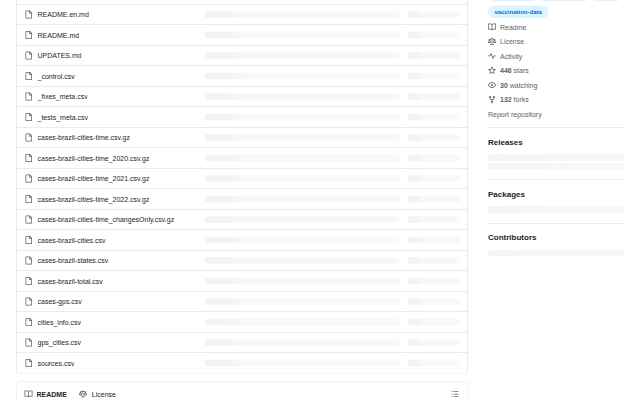 README.en.md
README.md
UPDATES.md
_control.csv
_fixes_meta.csv
_tests_meta.csv
cases-brazil-cities-time.csv.gz
cases-brazil-cities-time_2020.csv.gz
cases-brazil-cities-time_2021.csv.gz
cases-brazil-cities-time_2022.csv.gz
cases-brazil-cities-time_changesOnly.csv.gz
cases-brazil-cities.csv
cases-brazil-states.csv
cases-brazil-total.csv
cases-gps.csv
cities_info.csv
gps_cities.csv
sources.csv
README
License
vaccination-data
Readme
License
Activity
446 stars
30 watching
132 forks
Report repository
Releases
Packages
Contributors